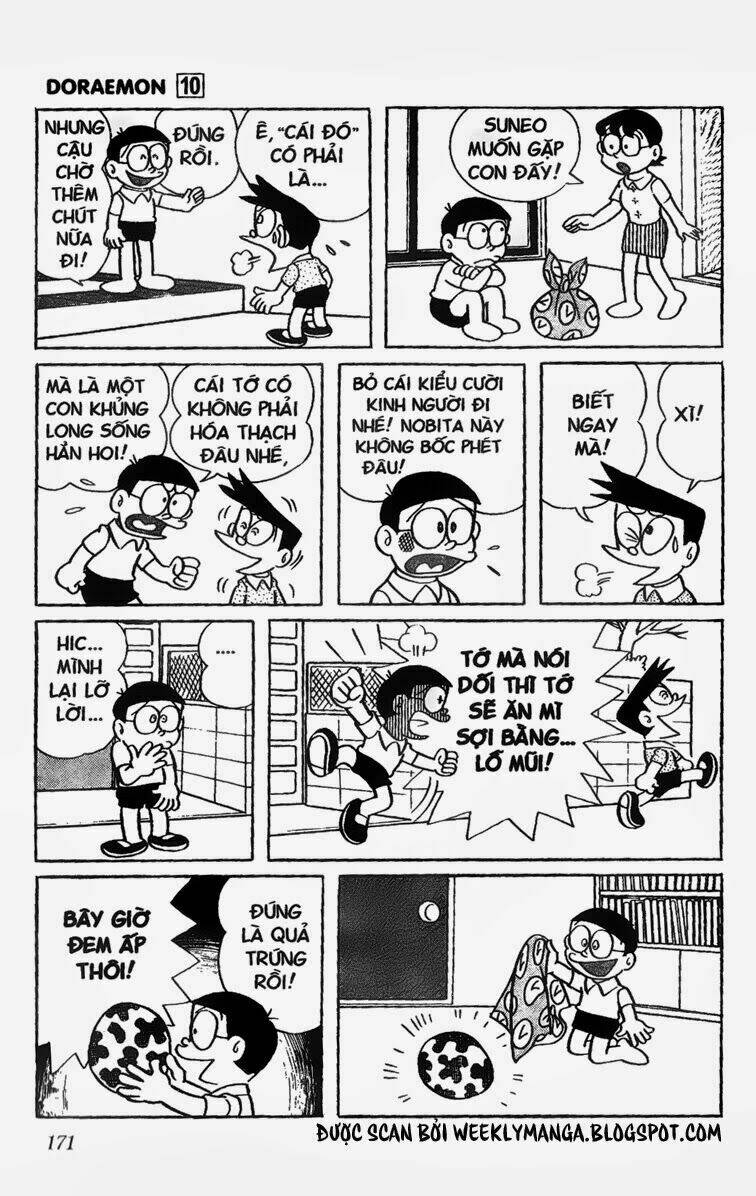 DORAEMON 10
SUNEO
MUỐN GẶP
CON ĐẤY!
Ê, "CÁI ĐÓ"
CÓ PHẢI
LÀ...
ĐÚNG
RỒI.
NHƯNG
CẬU
CHỜ
THÊM
CHÚT
NỮA
ĐI!
XÌ!
BIẾT
NGAY
MÀ!
BỎ CÁI KIỂU CƯỜI
KINH NGƯỜI ĐI
NHÉ! NOBITA NÀY
KHÔNG BỐC PHÉT
ĐÂU!
CÁI TỚ CÓ
KHÔNG PHẢI
HÓA THẠCH
ĐÂU NHÉ,
MÀ LÀ MỘT
CON KHỦNG
LONG SỐNG
HẲN HOI!
TỚ MÀ NÓI
DỐI THÌ TỚ
SẼ ĂN MÌ
SỢI BẰNG...
LỖ MŨI!
.....
HIC...
MÌNH
LẠI LỠ
LỜI...
ĐÚNG
LÀ QUẢ
TRỨNG
RỒI!
BÂY GIỜ
ĐEM ẤP
THÔI!
171
ĐƯỢC SCAN BỞI WEEKLYMANGA.BLOGSPOT.COM